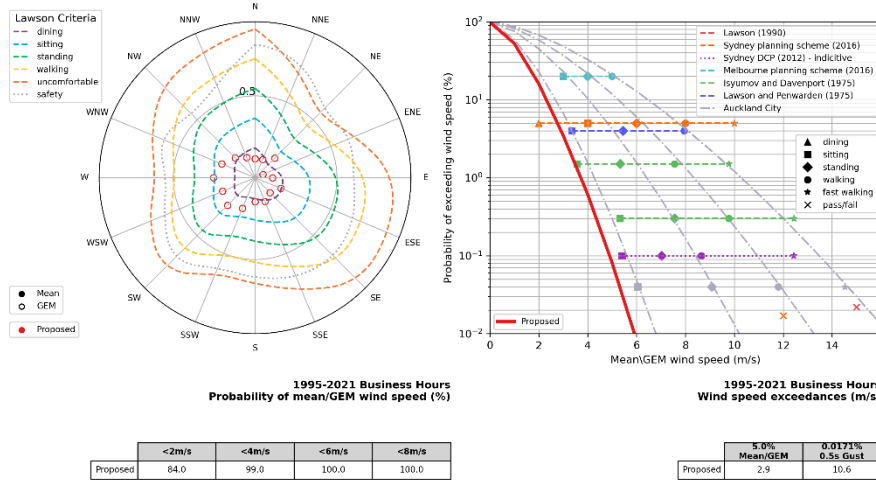 Lawson Criteria
dining
sitting
standing
walking
uncomfortable
safety
N
NNE
NE
ENE
E
ESE
SE
SSE
S
SSW
SW
WSW
W
WNW
NW
NNW
0.5
Mean
GEM
Proposed
1995-2021 Business Hours
Probability of mean/GEM wind speed (%)
<2m/s <4m/s <6m/s <8m/s
Proposed 84.0 99.0 100.0 100.0
Probability of exceeding wind speed (%)
10²
10¹
10⁰
10⁻¹
10⁻²
0 2 4 6 8 10 12 14
Mean\GEM wind speed (m/s)
Lawson (1990)
Sydney planning scheme (2016)
Sydney DCP (2012) - Indicitive
Melbourne planning scheme (2016)
Isyumov and Davenport (1975)
Lawson and Penwarden (1975)
Auckland City
dining
sitting
standing
walking
fast walking
pass/fail
Proposed
1995-2021 Business Hours
Wind speed exceedances (m/s
5.0% 0.0171%
Mean/GEM 0.5s Gust
Proposed 2.9 10.6